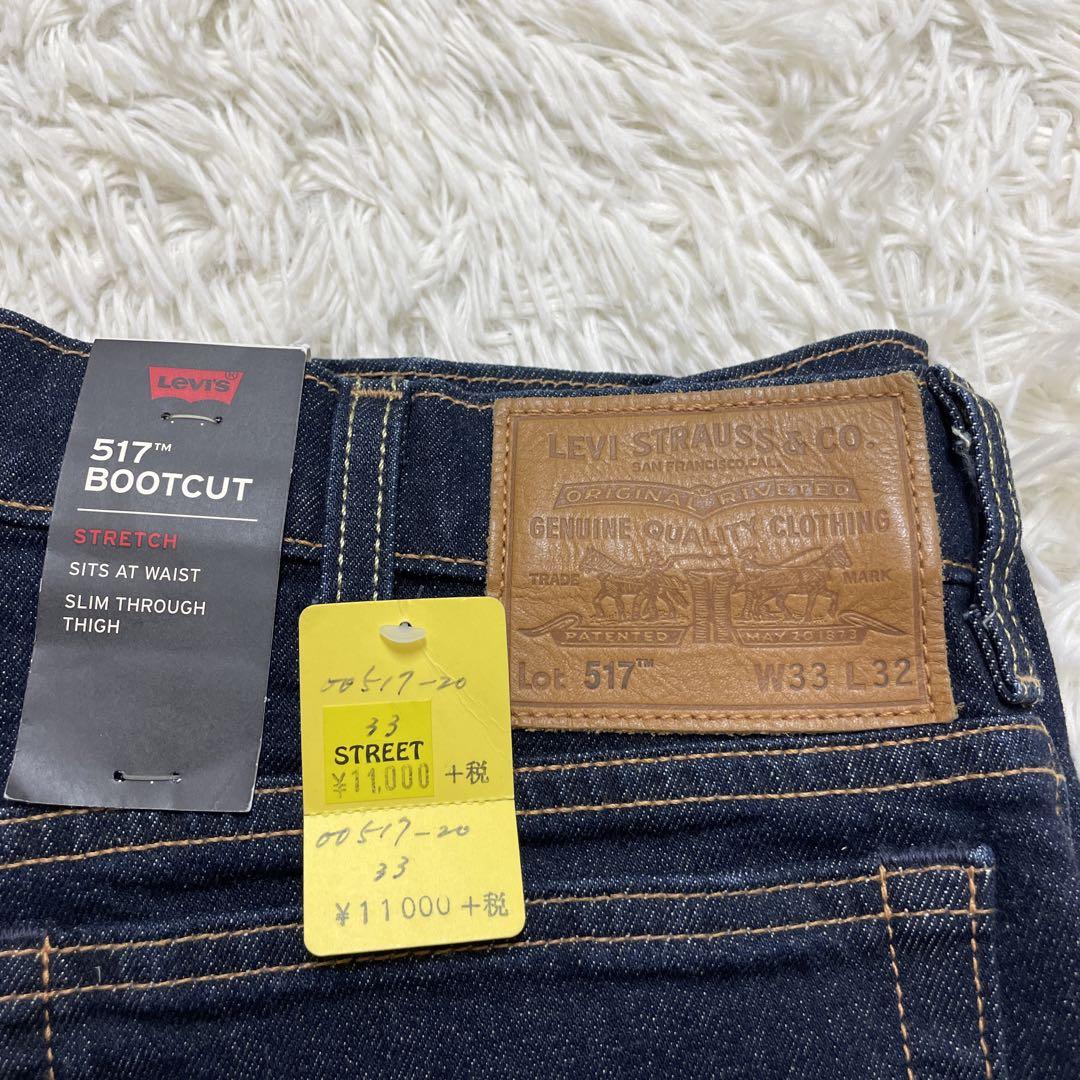 Levi's®
517™
BOOTCUT
STRETCH
SITS AT WAIST
SLIM THROUGH
THIGH
00517-20
33
STREET
¥11,000 +税
00517-20
33
¥11000+税
LEVI STRAUSS & CO.
SAN FRANCISCO, CAL.
ORIGINAL RIVETED
GENUINE QUALITY CLOTHING
TRADE MARK
PATENTED MAY 20 1873
Lot 517™ W33 L32